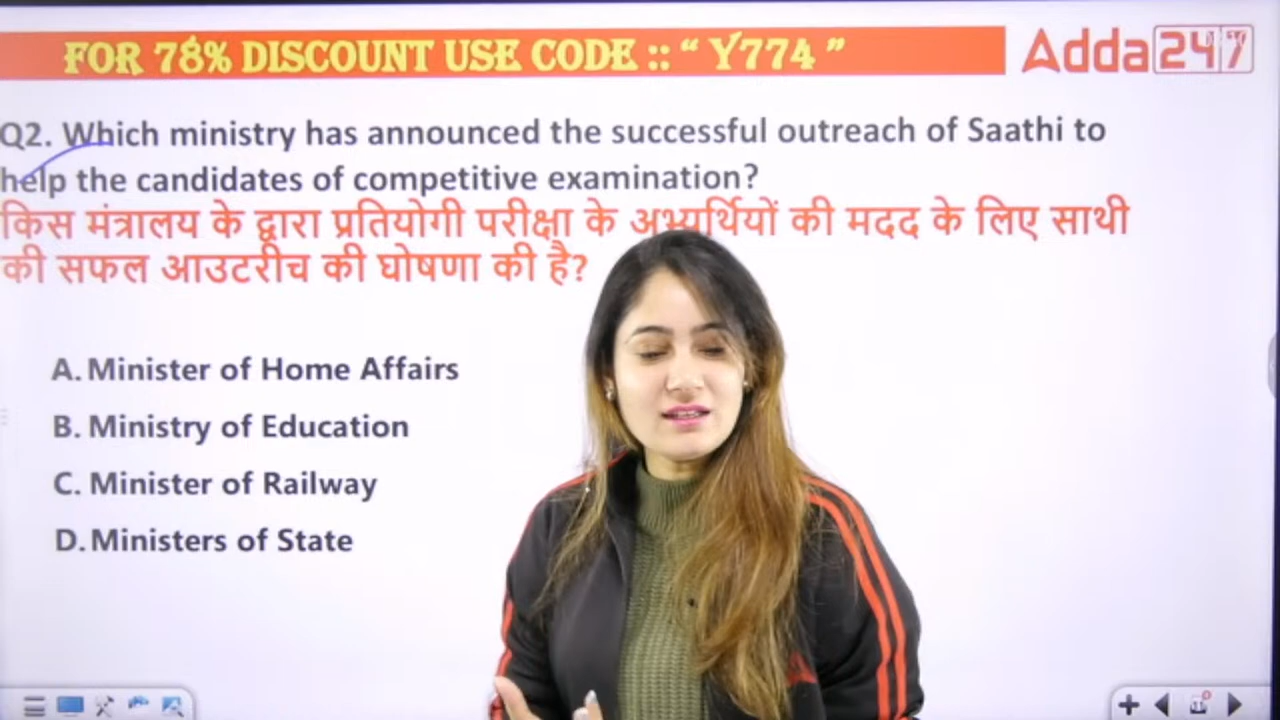 FOR 78% DISCOUNT USE CODE :: “ Y774 ”
Adda 247
Q2. Which ministry has announced the successful outreach of Saathi to
help the candidates of competitive examination?
किस मंत्रालय के द्वारा प्रतियोगी परीक्षा के अभ्यर्थियों की मदद के लिए साथी
की सफल आउटरीच की घोषणा की है?
A. Minister of Home Affairs
B. Ministry of Education
C. Minister of Railway
D. Ministers of State